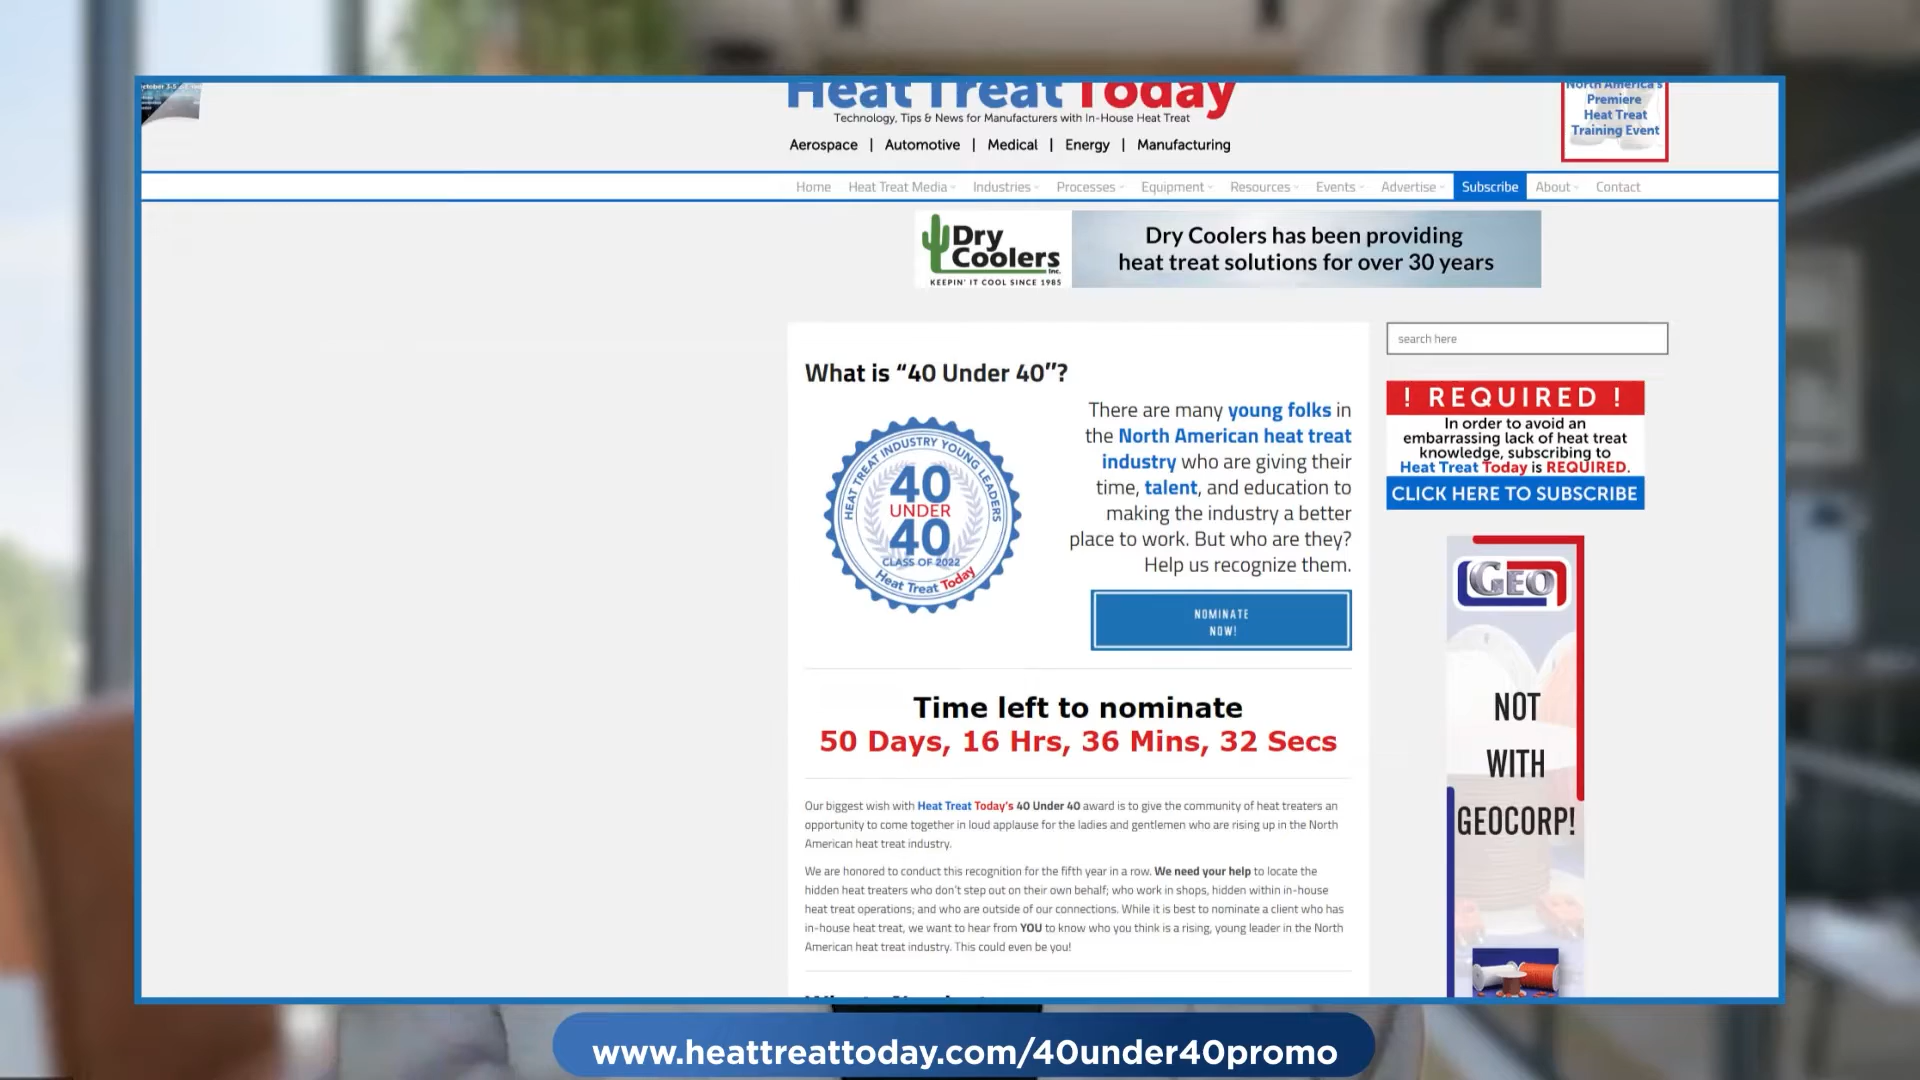 October 3-5
Heat Treat Today
Technology, Tips & News for Manufacturers with In-House Heat Treat
Aerospace | Automotive | Medical | Energy | Manufacturing
North America's
Premiere
Heat Treat
Training Event
Home Heat Treat Media Industries Processes Equipment Resources Events Advertise Subscribe About Contact
Dry
Coolers
Inc.
KEEPIN' IT COOL SINCE 1985
Dry Coolers has been providing
heat treat solutions for over 30 years
What is “40 Under 40”?
HEAT TREAT INDUSTRY YOUNG LEADERS
40
UNDER
40
CLASS OF 2022
Heat Treat Today
There are many young folks in
the North American heat treat
industry who are giving their
time, talent, and education to
making the industry a better
place to work. But who are they?
Help us recognize them.
NOMINATE
NOW!
Time left to nominate
50 Days, 16 Hrs, 36 Mins, 32 Secs
Our biggest wish with Heat Treat Today's 40 Under 40 award is to give the community of heat treaters an
opportunity to come together in loud applause for the ladies and gentlemen who are rising up in the North
American heat treat industry.
We are honored to conduct this recognition for the fifth year in a row. We need your help to locate the
hidden heat treaters who don't step out on their own behalf; who work in shops, hidden within in-house
heat treat operations; and who are outside of our connections. While it is best to nominate a client who has
in-house heat treat, we want to hear from YOU to know who you think is a rising, young leader in the North
American heat treat industry. This could even be you!
search here
! REQUIRED !
In order to avoid an
embarrassing lack of heat treat
knowledge, subscribing to
Heat Treat Today is REQUIRED.
CLICK HERE TO SUBSCRIBE
GEO
NOT
WITH
GEOCORP!
www.heattreattoday.com/40under40promo